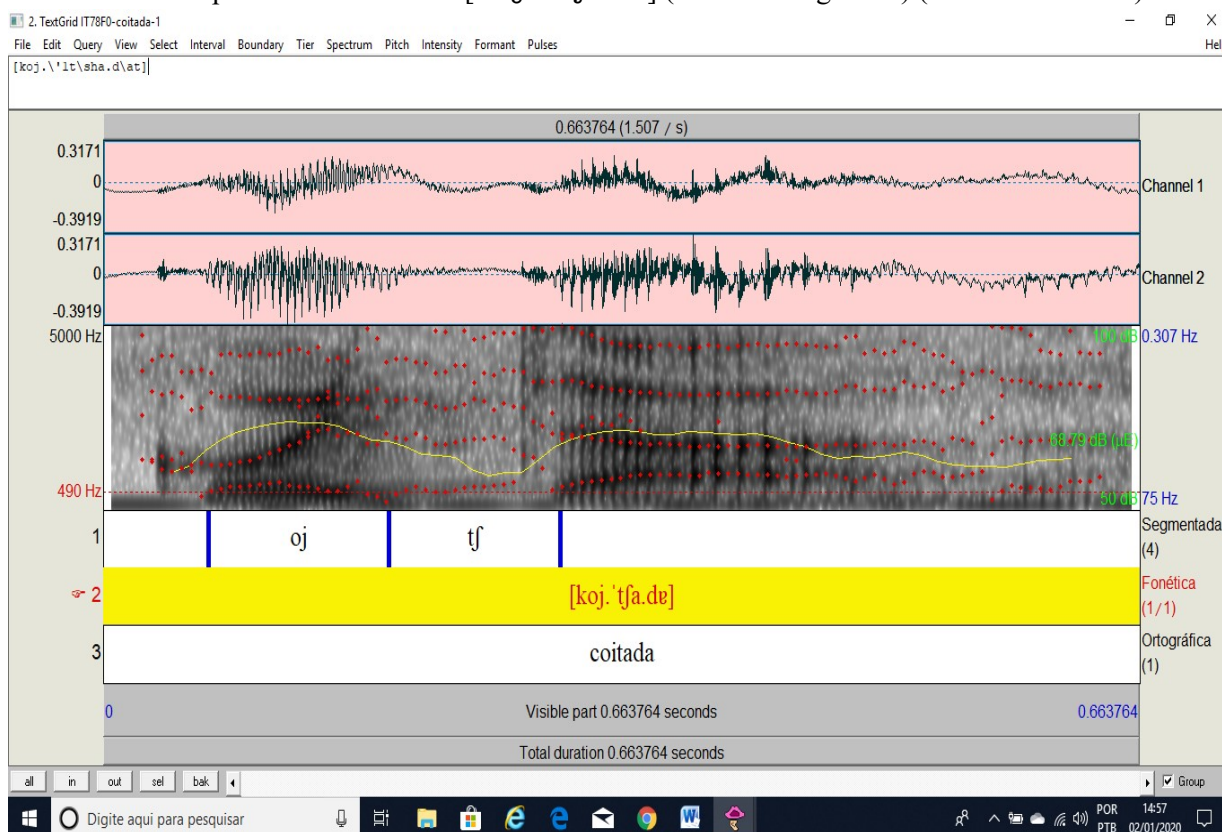 2. TextGrid IT78F0-coitada-1
File Edit Query View Select Interval Boundary Tier Spectrum Pitch Intensity Formant Pulses Hel
[koj.\'1t\sha.d\at]
0.663764 (1.507 / s)
0.3171
0
-0.3919
Channel 1
0.3171
0
-0.3919
Channel 2
5000 Hz
100 dB
0.307 Hz
68.79 dB (µE)
490 Hz
50 dB
75 Hz
1
oj
tʃ
Segmentada
(4)
2
[koj.ˈtʃa.dɐ]
Fonética
(1/1)
3
coitada
Ortográfica
(1)
0
Visible part 0.663764 seconds
0.663764
Total duration 0.663764 seconds
all in out sel bak
Group
Digite aqui para pesquisar
POR
PTB
14:57
02/01/2020